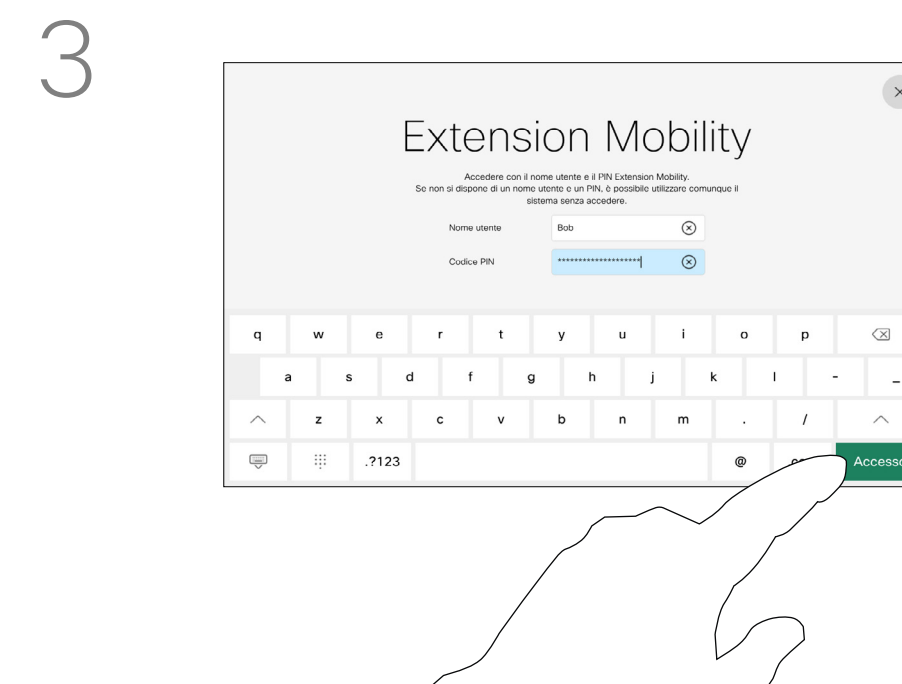 3
Extension Mobility
Accedere con il nome utente e il PIN Extension Mobility.
Se non si dispone di un nome utente e un PIN, è possibile utilizzare comunque il
sistema senza accedere.
Nome utente Bob
Codice PIN ********************
q w e r t y u i o p
a s d f g h j k l - _
z x c v b n m . /
.?123 @ Accesso